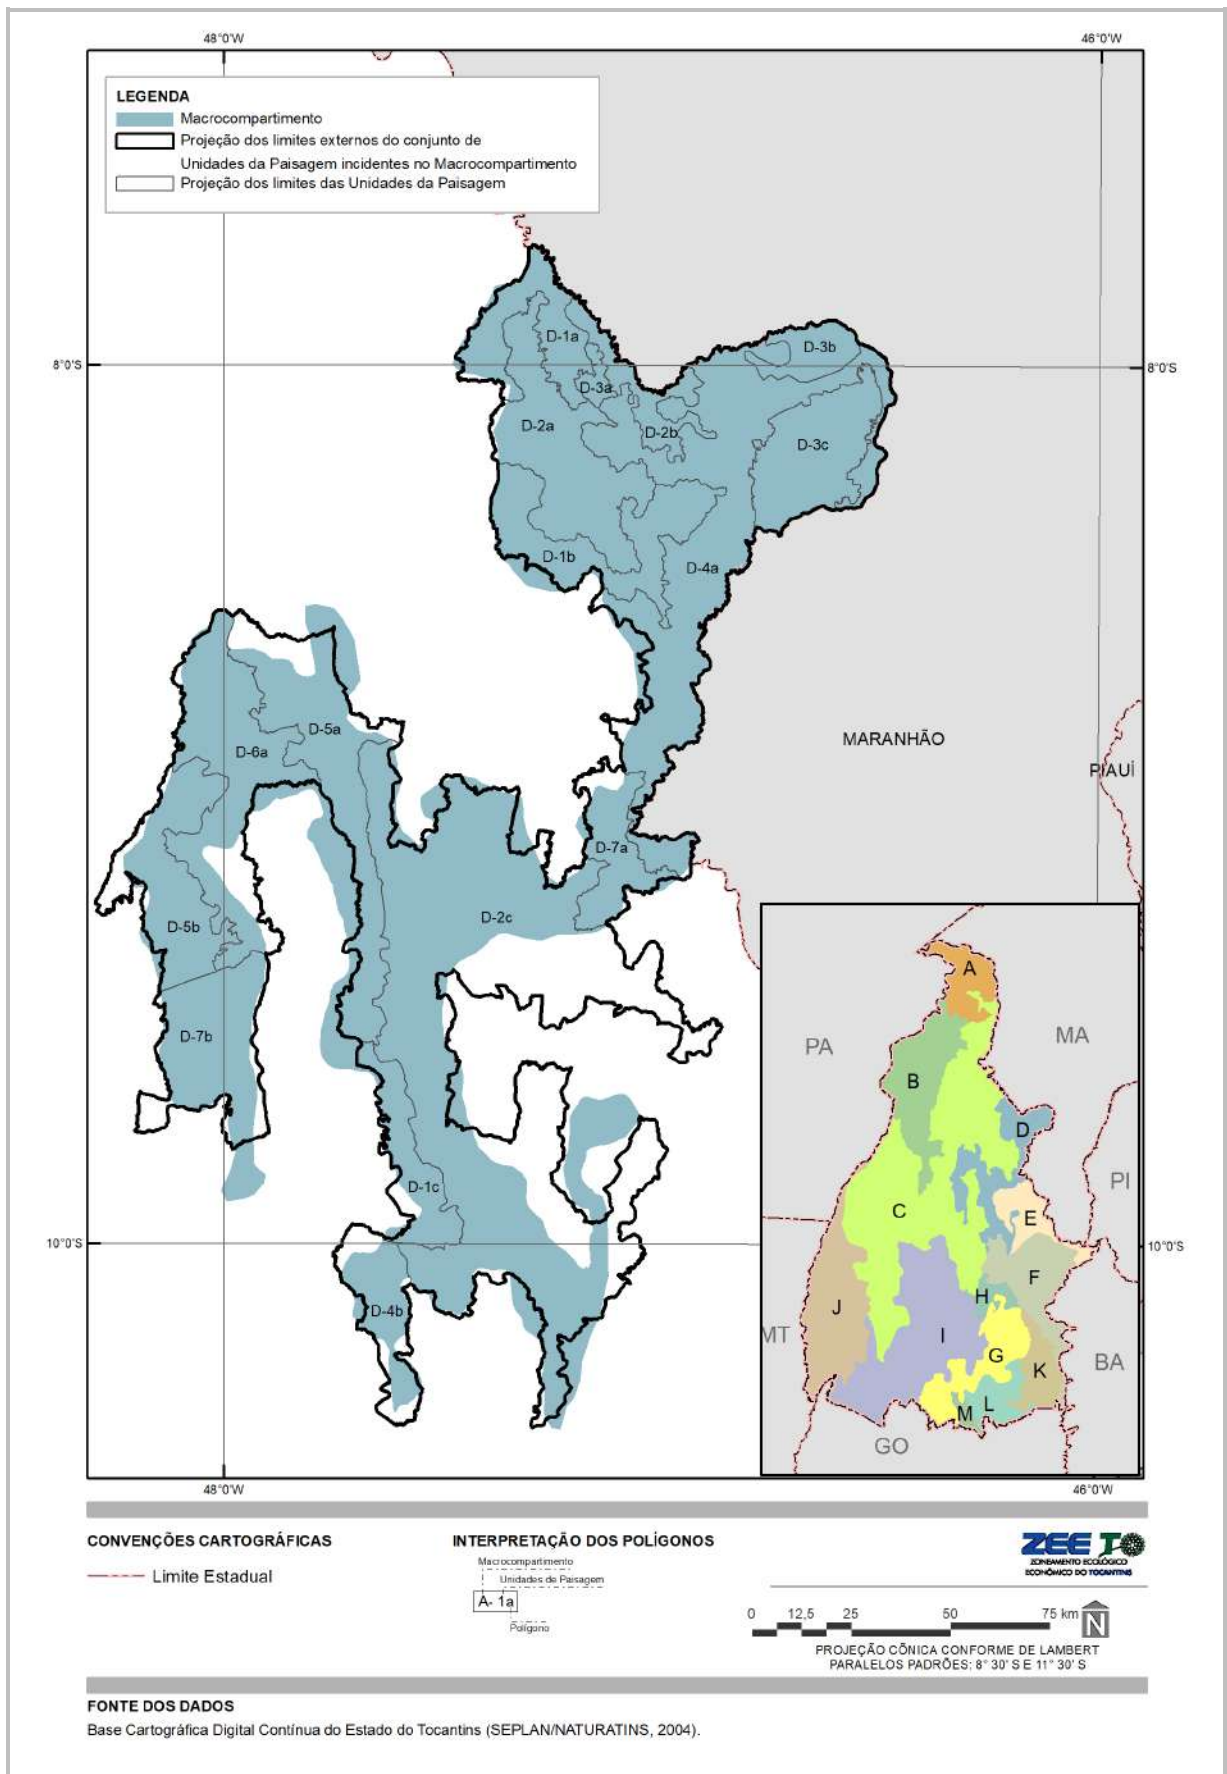 48°0'W
46°0'W
LEGENDA
Macrocompartimento
Projeção dos limites externos do conjunto de
Unidades da Paisagem incidentes no Macrocompartimento
Projeção dos limites das Unidades da Paisagem
D-1a
D-3b
8°0'S
8°0'S
D-3a
D-2a
D-2b
D-3c
D-1b
D-4a
D-5a
D-6a
MARANHÃO
PIAUÍ
D-7a
D-2c
D-5b
D-7b
D-1c
D-4b
10°0'S
10°0'S
A
PA
MA
B
D
PI
C
E
F
H
J
MT
I
G
K
BA
L
M
GO
48°0'W
46°0'W
CONVENÇÕES CARTOGRÁFICAS
Limite Estadual
INTERPRETAÇÃO DOS POLÍGONOS
Macrocompartimento
Unidades de Paisagem
A- 1a
Polígono
ZEE TO
ZONEAMENTO ECOLÓGICO
ECONÔMICO DO TOCANTINS
0 12,5 25 50 75 km
N
PROJEÇÃO CÔNICA CONFORME DE LAMBERT
PARALELOS PADRÕES: 8° 30' S E 11° 30' S
FONTE DOS DADOS
Base Cartográfica Digital Contínua do Estado do Tocantins (SEPLAN/NATURATINS, 2004).